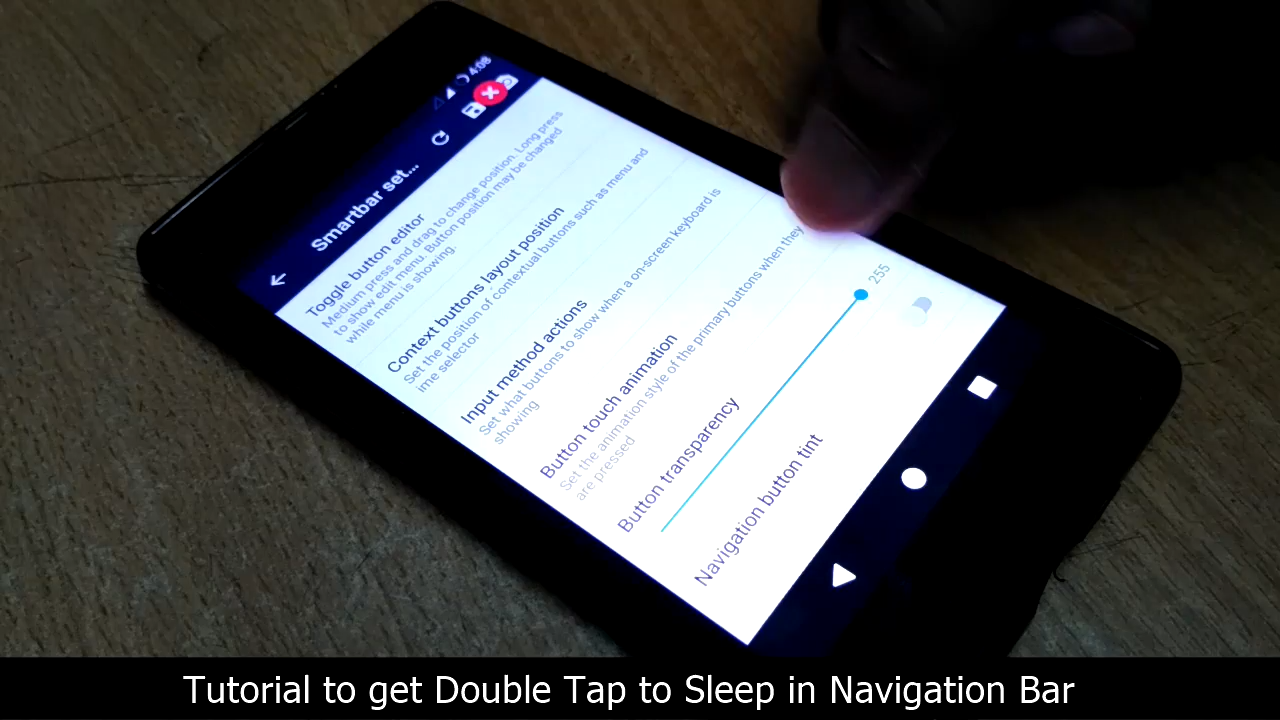 4:08
Smartbar set...
Toggle button editor
Medium press and drag to change position. Long press
to show edit menu. Button position may be changed
while menu is showing.
Context buttons layout position
Set the position of contextual buttons such as menu and
ime selector
Input method actions
Set what buttons to show when a on-screen keyboard is
showing
Button touch animation
Set the animation style of the primary buttons when they
are pressed
Button transparency
255
Navigation button tint
Tutorial to get Double Tap to Sleep in Navigation Bar